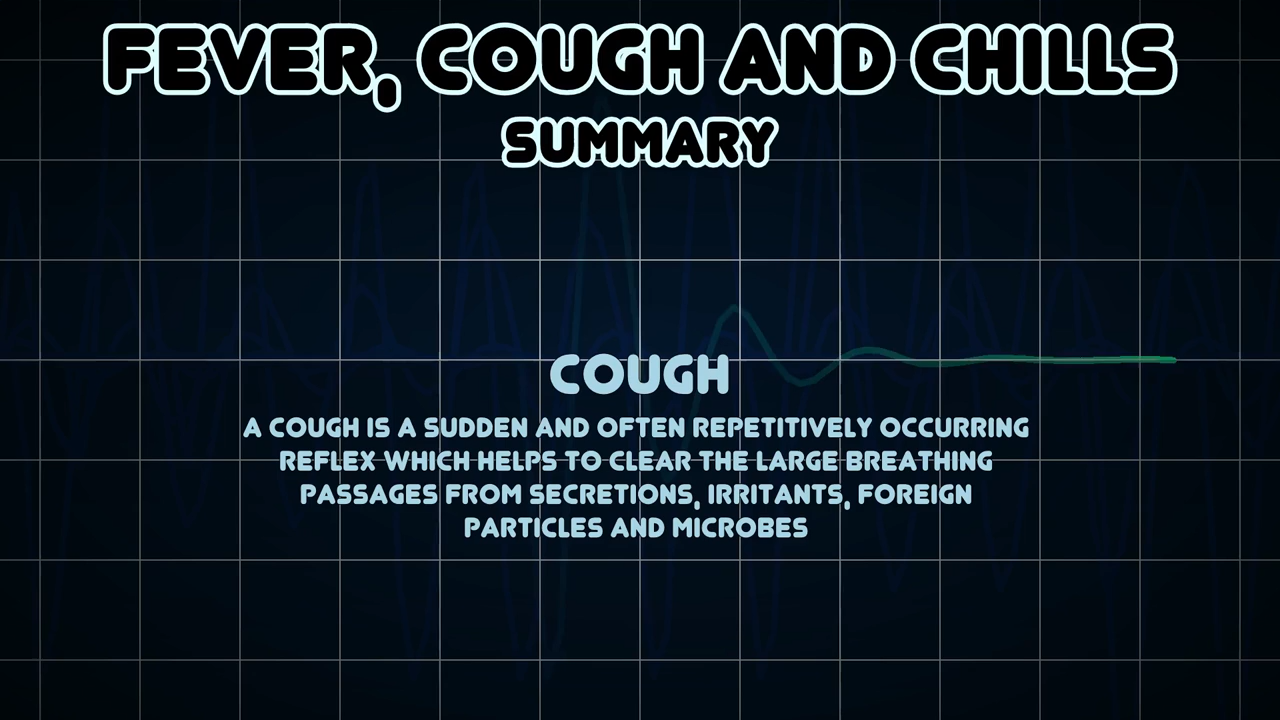 FEVER, COUGH AND CHILLS
SUMMARY
COUGH
A COUGH IS A SUDDEN AND OFTEN REPETITIVELY OCCURRING
REFLEX WHICH HELPS TO CLEAR THE LARGE BREATHING
PASSAGES FROM SECRETIONS, IRRITANTS, FOREIGN
PARTICLES AND MICROBES